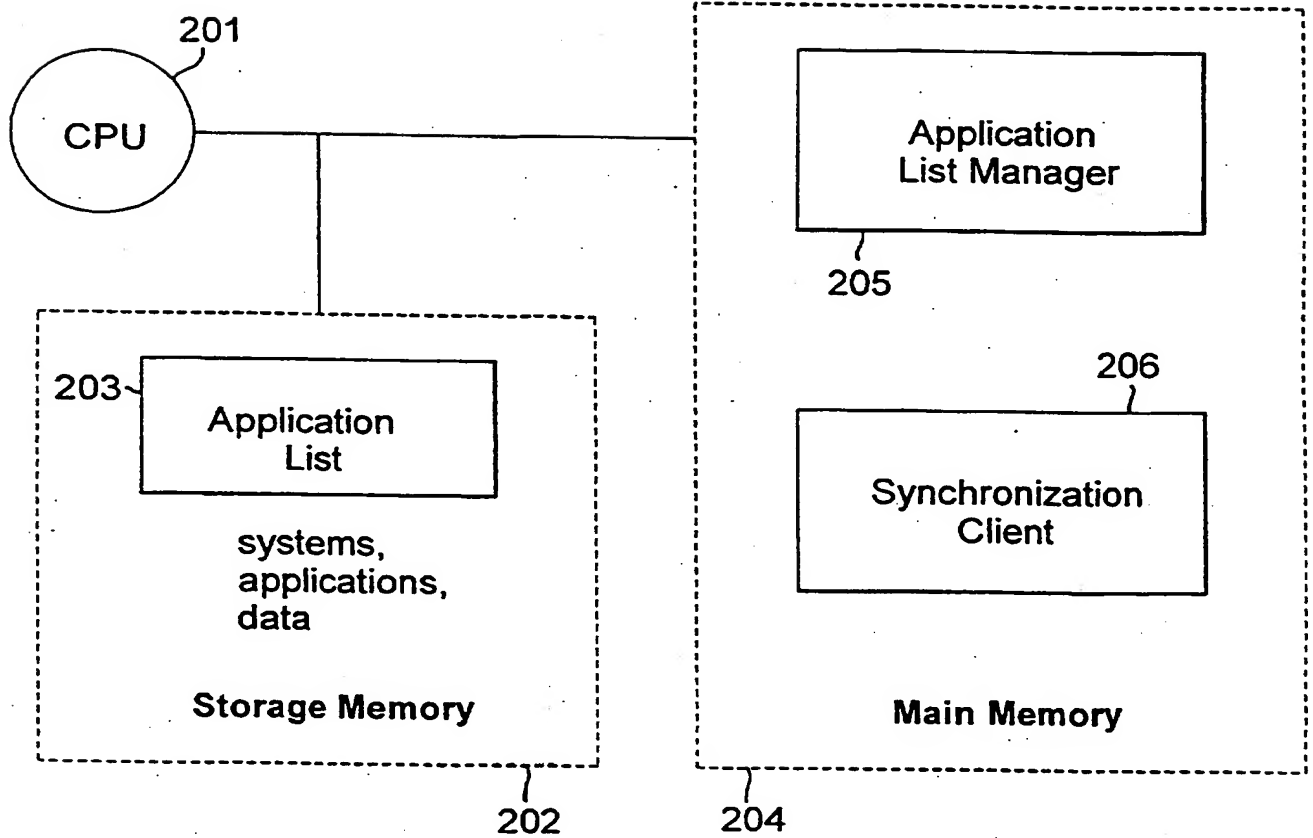 201
CPU
Application
List Manager
205
203
Application
List
systems,
applications,
data
Storage Memory
202
206
Synchronization
Client
Main Memory
204